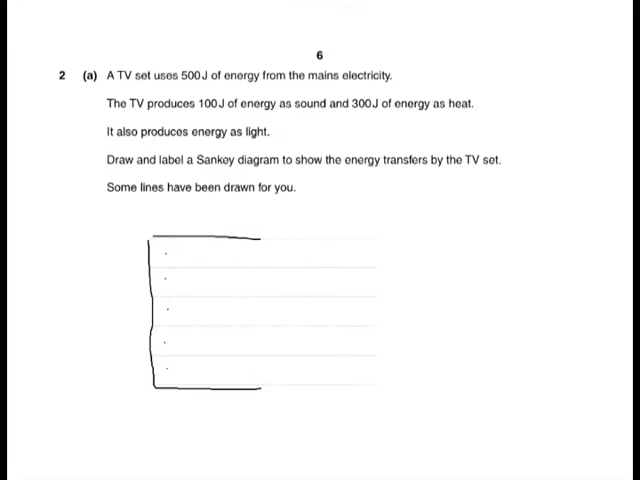 6
2 (a) A TV set uses 500 J of energy from the mains electricity.
The TV produces 100 J of energy as sound and 300 J of energy as heat.
It also produces energy as light.
Draw and label a Sankey diagram to show the energy transfers by the TV set.
Some lines have been drawn for you.